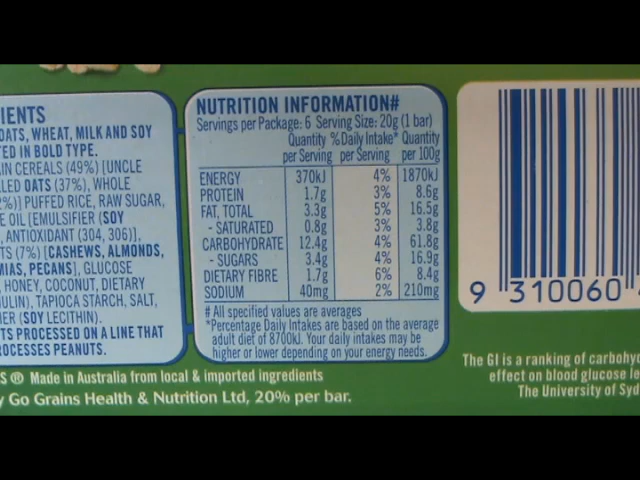 IENTS
OATS, WHEAT, MILK AND SOY
TED IN BOLD TYPE.
IN CEREALS (49%) [UNCLE
LED OATS (37%), WHOLE
2%)] PUFFED RICE, RAW SUGAR,
E OIL [EMULSIFIER (SOY
, ANTIOXIDANT (304, 306)],
TS (7%) [CASHEWS, ALMONDS,
MIAS, PECANS], GLUCOSE
, HONEY, COCONUT, DIETARY
ULIN), TAPIOCA STARCH, SALT,
IER (SOY LECITHIN).
TS PROCESSED ON A LINE THAT
ROCESSES PEANUTS.
NUTRITION INFORMATION#
Servings per Package: 6 Serving Size: 20g (1 bar)
Quantity %Daily Intake* Quantity
per Serving per Serving per 100g
ENERGY 370kJ 4% 1870kJ
PROTEIN 1.7g 3% 8.6g
FAT, TOTAL 3.3g 5% 16.5g
- SATURATED 0.8g 3% 3.8g
CARBOHYDRATE 12.4g 4% 61.8g
- SUGARS 3.4g 4% 16.9g
DIETARY FIBRE 1.7g 6% 8.4g
SODIUM 40mg 2% 210mg
# All specified values are averages
*Percentage Daily Intakes are based on the average
adult diet of 8700kJ. Your daily intakes may be
higher or lower depending on your energy needs.
9 310060
S ® Made in Australia from local & imported ingredients
y Go Grains Health & Nutrition Ltd, 20% per bar.
The GI is a ranking of carbohyd
effect on blood glucose le
The University of Syd